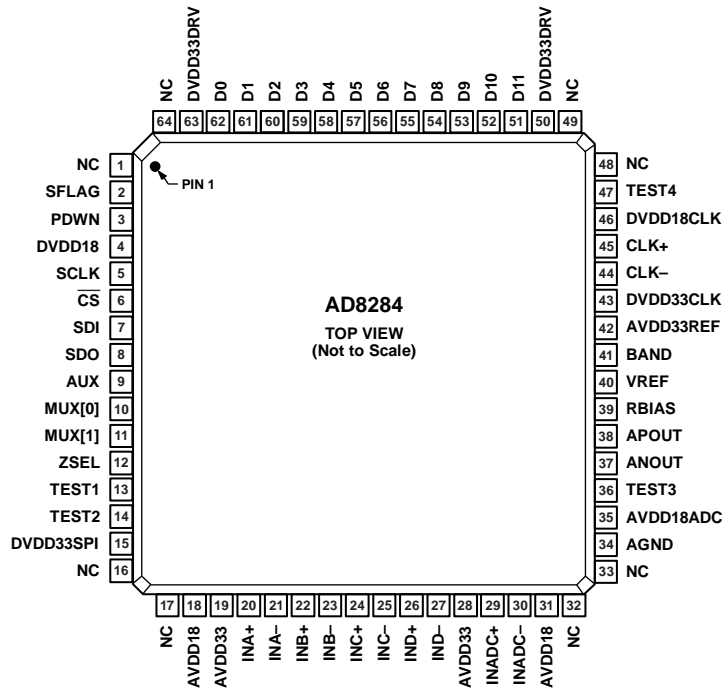 NC
DVDD33DRV
D0
D1
D2
D3
D4
D5
D6
D7
D8
D9
D10
D11
DVDD33DRV
NC
64 63 62 61 60 59 58 57 56 55 54 53 52 51 50 49
NC 1
SFLAG 2
PDWN 3
DVDD18 4
SCLK 5
CS 6
SDI 7
SDO 8
AUX 9
MUX[0] 10
MUX[1] 11
ZSEL 12
TEST1 13
TEST2 14
DVDD33SPI 15
NC 16
PIN 1
AD8284
TOP VIEW
(Not to Scale)
48 NC
47 TEST4
46 DVDD18CLK
45 CLK+
44 CLK–
43 DVDD33CLK
42 AVDD33REF
41 BAND
40 VREF
39 RBIAS
38 APOUT
37 ANOUT
36 TEST3
35 AVDD18ADC
34 AGND
33 NC
17 18 19 20 21 22 23 24 25 26 27 28 29 30 31 32
NC
AVDD18
AVDD33
INA+
INA–
INB+
INB–
INC+
INC–
IND+
IND–
AVDD33
INADC+
INADC–
AVDD18
NC